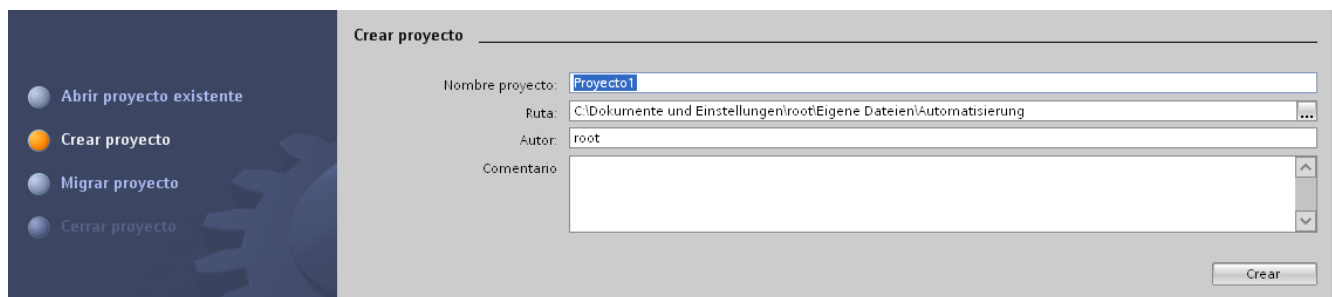 Abrir proyecto existente
Crear proyecto
Migrar proyecto
Cerrar proyecto
Crear proyecto
Nombre proyecto: Proyecto1
Ruta: C:\Dokumente und Einstellungen\root\Eigene Dateien\Automatisierung ...
Autor: root
Comentario
Crear